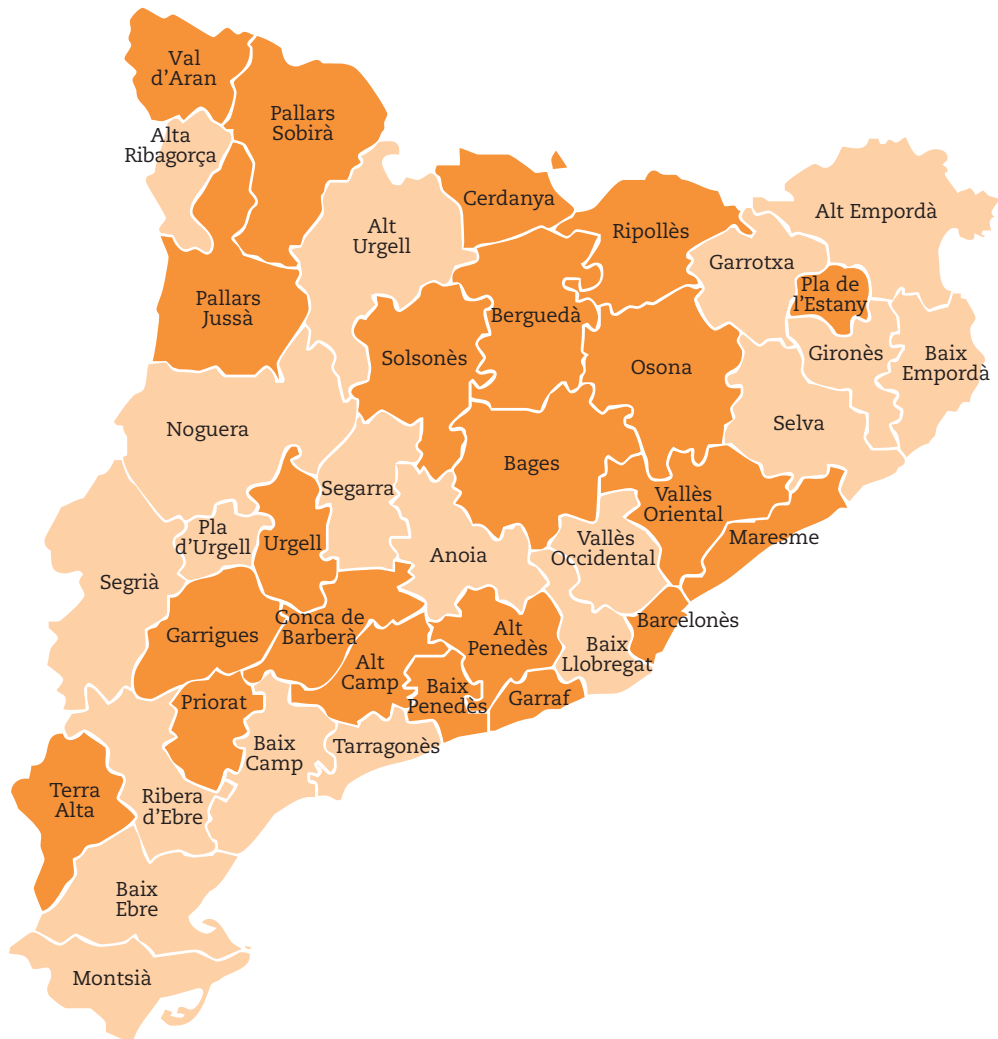 Val
d'Aran
Pallars
Sobirà
Alta
Ribagorça
Cerdanya
Alt
Urgell
Ripollès
Alt Empordà
Garrotxa
Pla de
l'Estany
Pallars
Jussà
Berguedà
Solsonès
Osona
Gironès
Baix
Empordà
Noguera
Selva
Bages
Segarra
Vallès
Oriental
Pla
d'Urgell
Urgell
Maresme
Vallès
Occidental
Anoia
Segrià
Garrigues
Conca de
Barberà
Alt
Penedès
Barcelonès
Baix
Llobregat
Alt
Camp
Baix
Penedès
Garraf
Priorat
Baix
Camp
Tarragonès
Terra
Alta
Ribera
d'Ebre
Baix
Ebre
Montsià